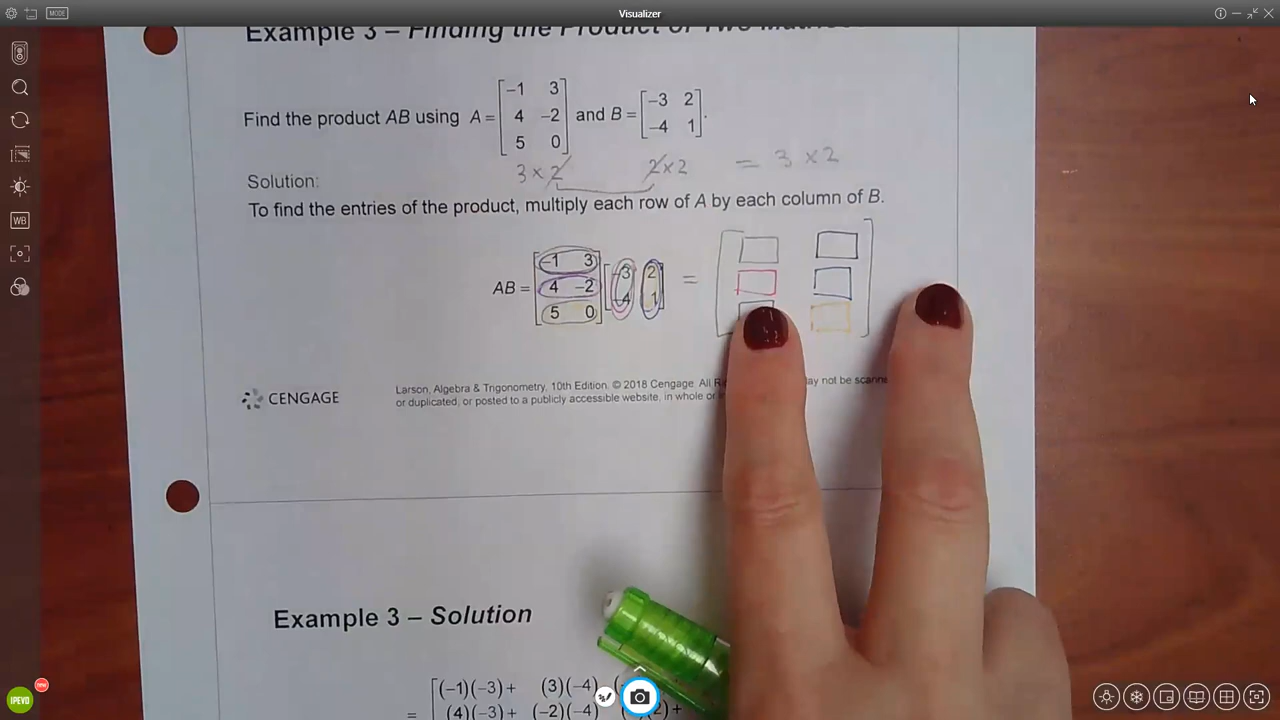 Visualizer
MODE
Example 3 – Finding the Product of Two
Find the product AB using A = [−1 3 4 −2 5 0] and B = [−3 2 −4 1].
3 × 2 2 × 2 = 3 × 2
Solution:
To find the entries of the product, multiply each row of A by each column of B.
AB = [−1 3 4 −2 5 0] [−3 2 −4 1] =
CENGAGE
Larson, Algebra & Trigonometry, 10th Edition. © 2018 Cengage. All ay not be
or duplicated, or posted to a publicly accessible website, in whole or
Example 3 – Solution
[(−1)(−3) + (3)(−4)
= (4)(−3) + (−2)(−4) 2) +
WB
IPEVO